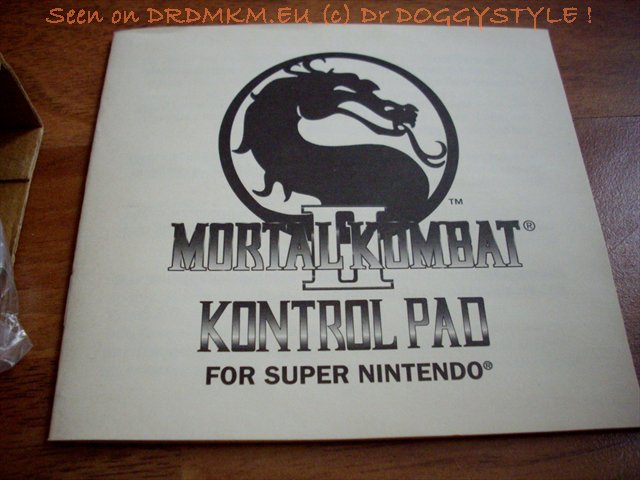 Seen on DRDMKM.EU (c) Dr DOGGYSTYLE !
TM
MORTAL KOMBAT®
II
KONTROL PAD
FOR SUPER NINTENDO®